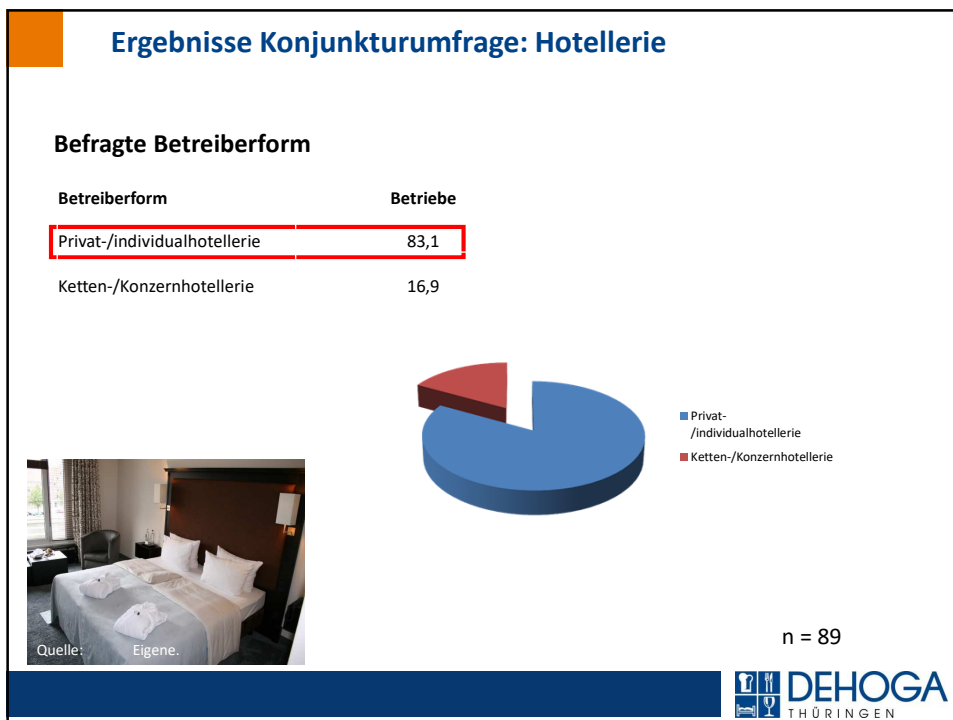 Ergebnisse Konjunkturumfrage: Hotellerie
Befragte Betreiberform
Betreiberform Betriebe
Privat-/individualhotellerie 83,1
Ketten-/Konzernhotellerie 16,9
Privat-
/individualhotellerie
Ketten-/Konzernhotellerie
Quelle: Eigene.
n = 89
DEHOGA
THÜRINGEN